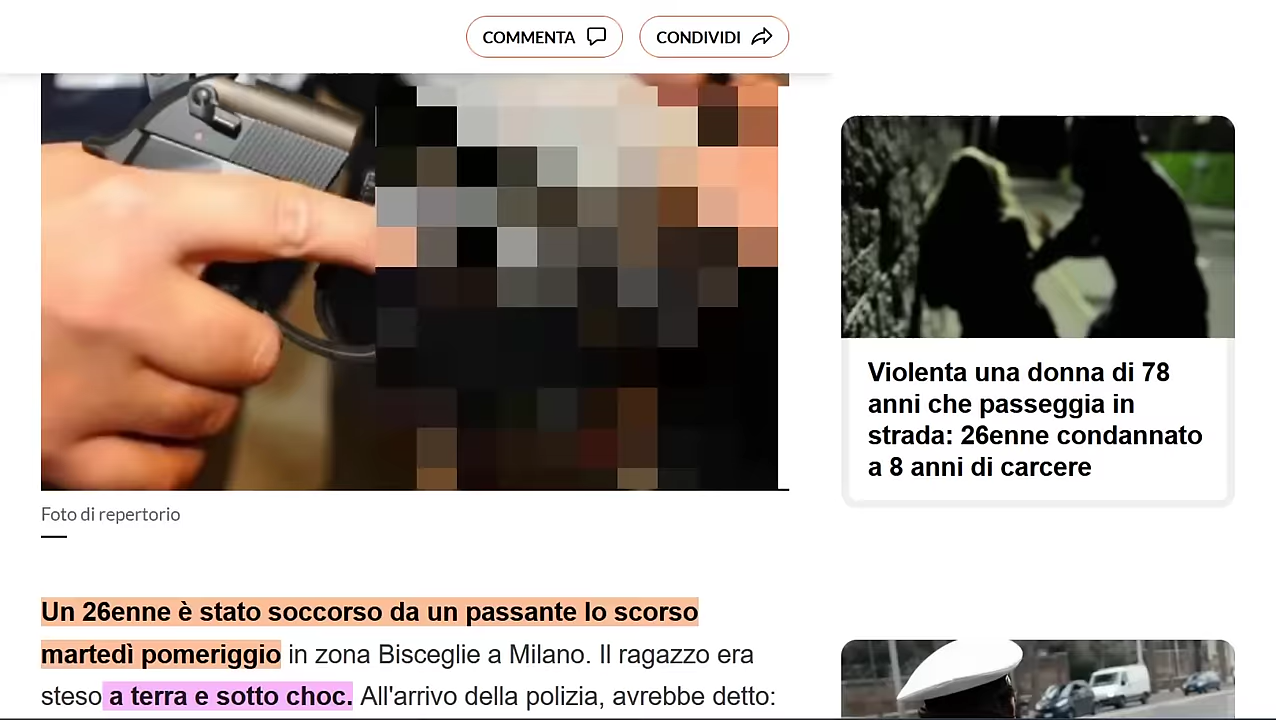 COMMENTA
CONDIVIDI
Foto di repertorio
Un 26enne è stato soccorso da un passante lo scorso
martedì pomeriggio in zona Bisceglie a Milano. Il ragazzo era
steso a terra e sotto choc. All'arrivo della polizia, avrebbe detto:
Violenta una donna di 78
anni che passeggia in
strada: 26enne condannato
a 8 anni di carcere